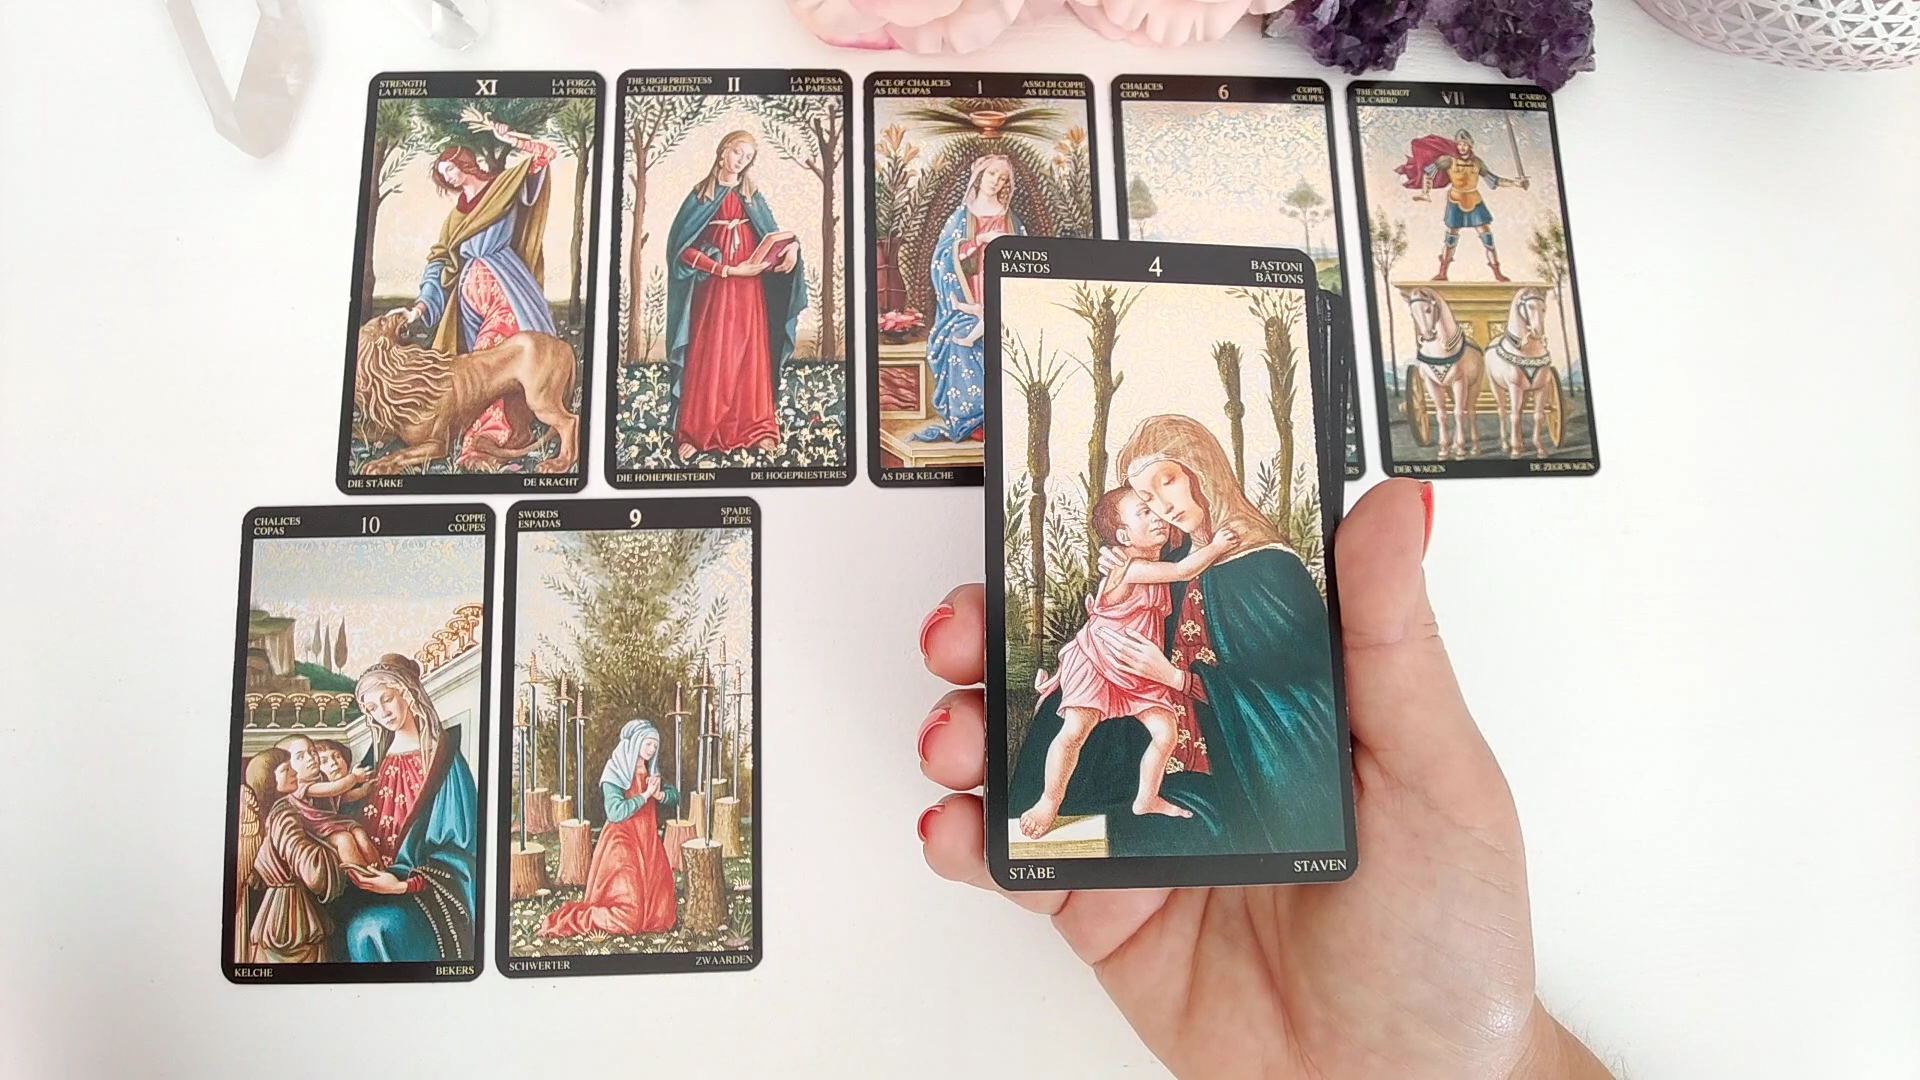 STRENGTH
LA FUERZA
XI
LA FORZA
LA FORCE
DIE STÄRKE
DE KRACHT
THE HIGH PRIESTESS
LA SACERDOTISA
II
LA PAPESSA
LA PAPESSE
DIE HOHEPRIESTERIN
DE HOGEPRIESTERES
ACE OF CHALICES
AS DE COPAS
1
ASSO DI COPPE
AS DE COUPES
AS DER KELCHE
CHALICES
COPAS
6
COPPE
COUPES
THE CHARIOT
EL CARRO
VII
IL CARRO
LE CHAR
DER WAGEN
DE ZEGEWAGEN
WANDS
BASTOS
4
BASTONI
BÂTONS
STÄBE
STAVEN
CHALICES
COPAS
10
COPPE
COUPES
KELCHE
BEKERS
SWORDS
ESPADAS
9
SPADE
ÉPÉES
SCHWERTER
ZWAARDEN